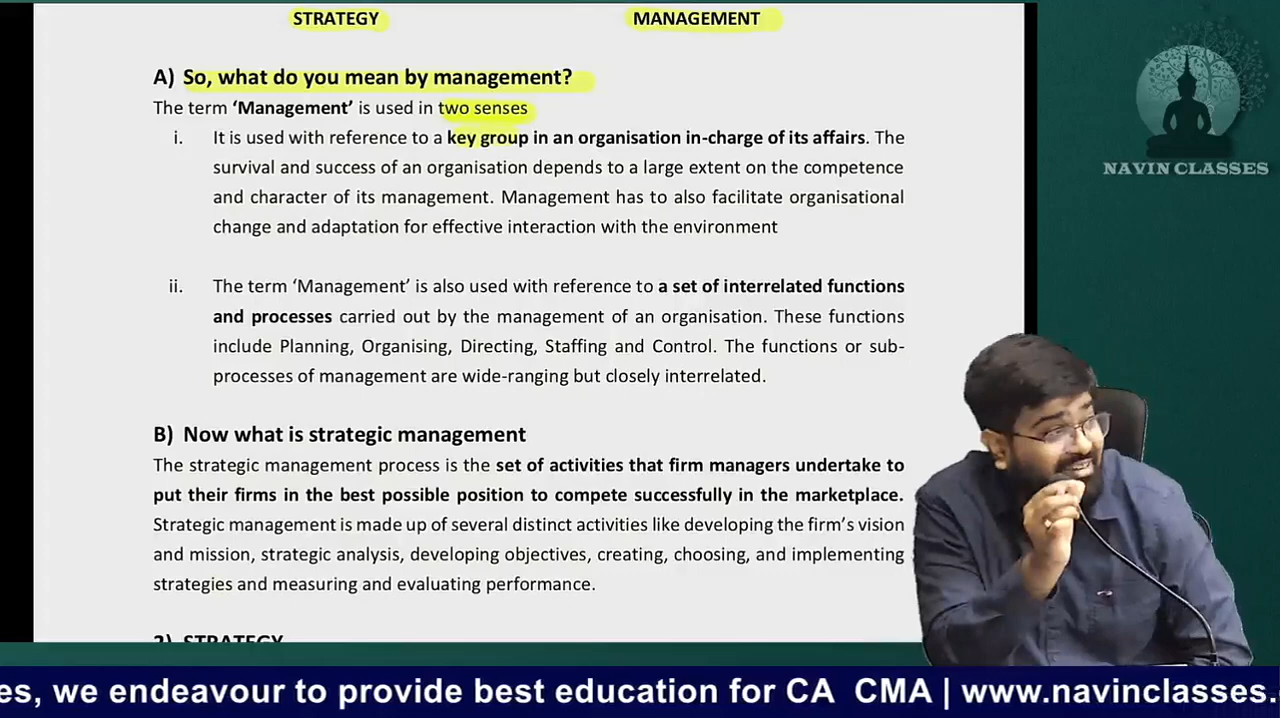 STRATEGY MANAGEMENT
A) So, what do you mean by management?
The term ‘Management’ is used in two senses
i. It is used with reference to a key group in an organisation in-charge of its affairs. The
survival and success of an organisation depends to a large extent on the competence
and character of its management. Management has to also facilitate organisational
change and adaptation for effective interaction with the environment
ii. The term ‘Management’ is also used with reference to a set of interrelated functions
and processes carried out by the management of an organisation. These functions
include Planning, Organising, Directing, Staffing and Control. The functions or sub-
processes of management are wide-ranging but closely interrelated.
B) Now what is strategic management
The strategic management process is the set of activities that firm managers undertake to
put their firms in the best possible position to compete successfully in the marketplace.
Strategic management is made up of several distinct activities like developing the firm’s vision
and mission, strategic analysis, developing objectives, creating, choosing, and implementing
strategies and measuring and evaluating performance.
2) STRATEGY
NAVIN CLASSES
es, we endeavour to provide best education for CA CMA | www.navinclasses.